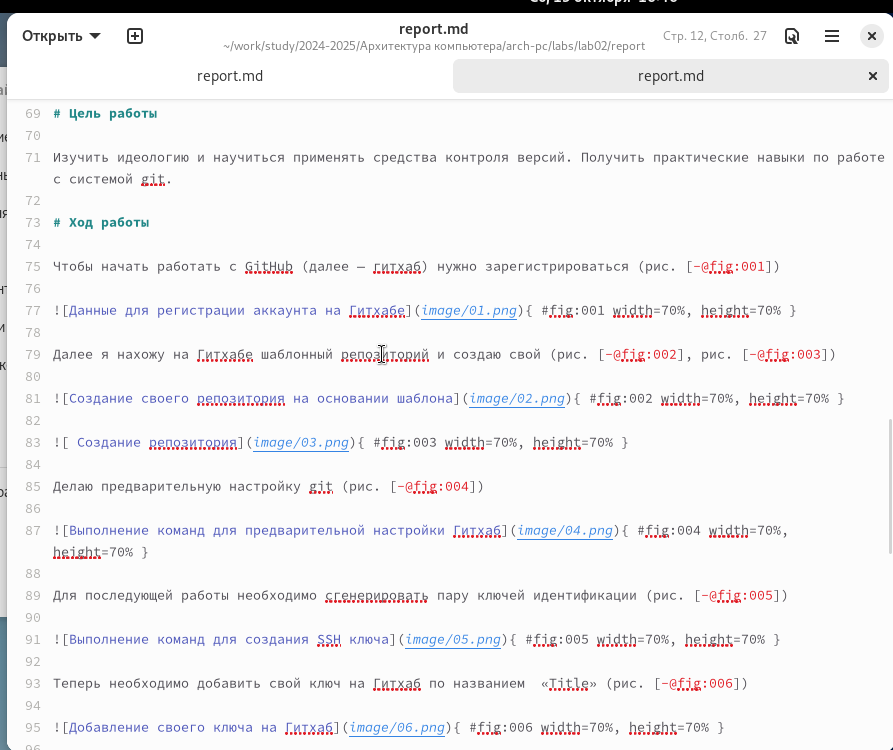 Открыть
report.md
~/work/study/2024-2025/Архитектура компьютера/arch-pc/labs/lab02/report
Стр. 12, Столб. 27
report.md
report.md
69 # Цель работы
70
71 Изучить идеологию и научиться применять средства контроля версий. Получить практические навыки по работе
с системой git.
72
73 # Ход работы
74
75 Чтобы начать работать с GitHub (далее — гитхаб) нужно зарегистрироваться (рис. [-@fig:001])
76
77 ![Данные для регистрации аккаунта на Гитхабе](image/01.png){ #fig:001 width=70%, height=70% }
78
79 Далее я нахожу на Гитхабе шаблонный репозиторий и создаю свой (рис. [-@fig:002], рис. [-@fig:003])
80
81 ![Создание своего репозитория на основании шаблона](image/02.png){ #fig:002 width=70%, height=70% }
82
83 ![ Создание репозитория](image/03.png){ #fig:003 width=70%, height=70% }
84
85 Делаю предварительную настройку git (рис. [-@fig:004])
86
87 ![Выполнение команд для предварительной настройки Гитхаб](image/04.png){ #fig:004 width=70%,
height=70% }
88
89 Для последующей работы необходимо сгенерировать пару ключей идентификации (рис. [-@fig:005])
90
91 ![Выполнение команд для создания SSH ключа](image/05.png){ #fig:005 width=70%, height=70% }
92
93 Теперь необходимо добавить свой ключ на Гитхаб по названием  «Title» (рис. [-@fig:006])
94
95 ![Добавление своего ключа на Гитхаб](image/06.png){ #fig:006 width=70%, height=70% }